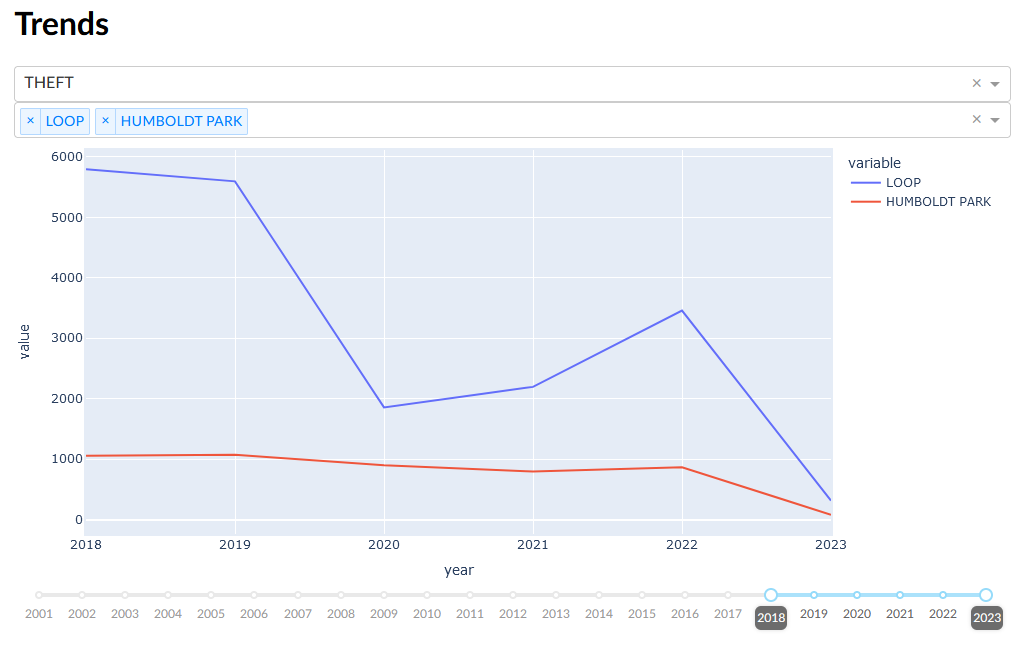 Trends
THEFT × 
× LOOP × HUMBOLDT PARK ×
variable
LOOP
HUMBOLDT PARK
6000
5000
4000
3000
2000
1000
0
value
2018 2019 2020 2021 2022 2023
year
2001 2002 2003 2004 2005 2006 2007 2008 2009 2010 2011 2012 2013 2014 2015 2016 2017 2018 2019 2020 2021 2022 2023